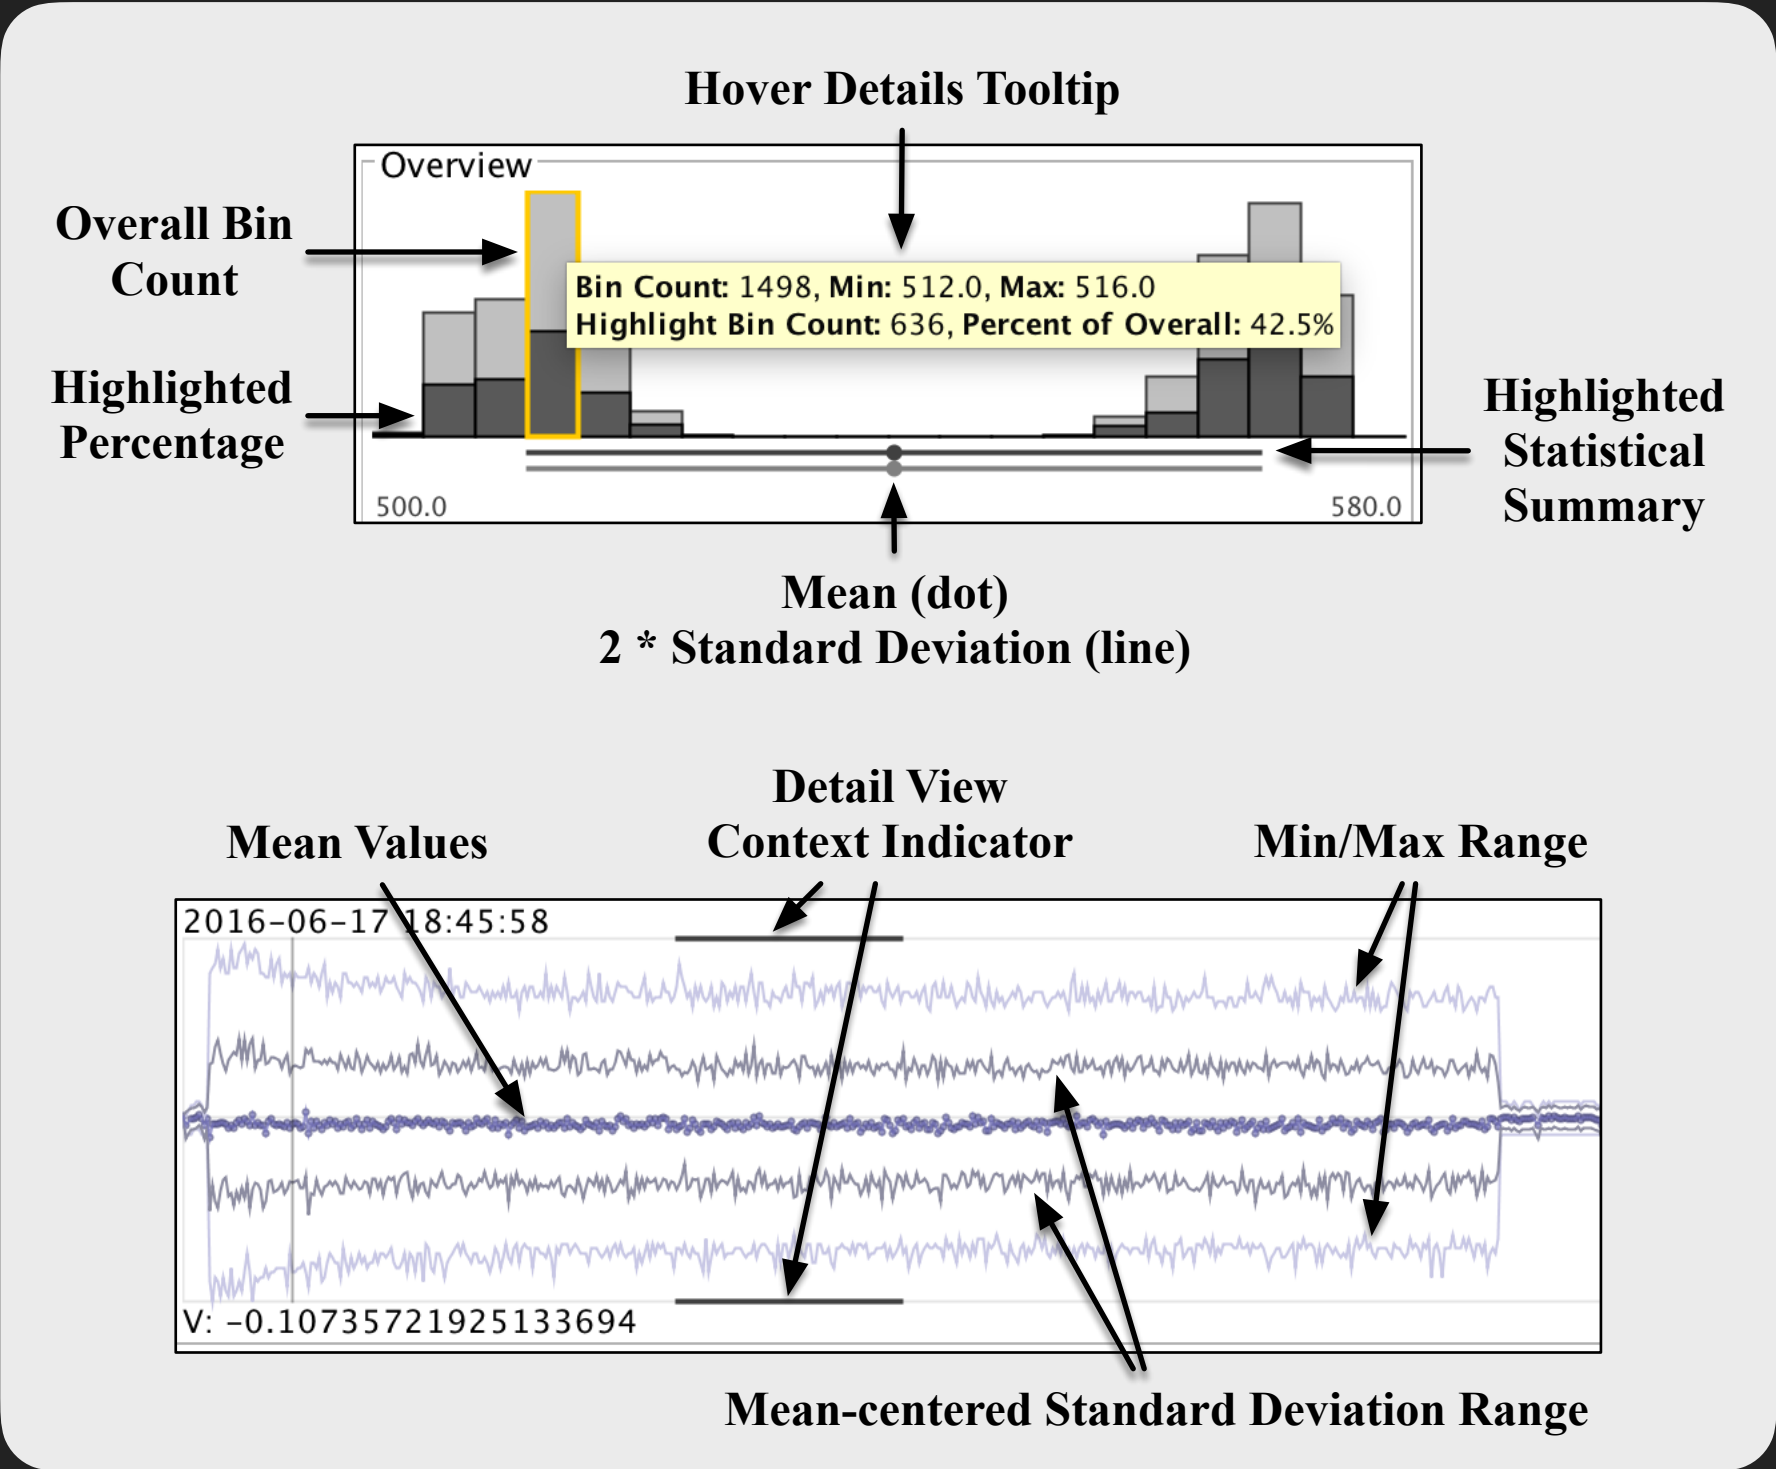 Hover Details Tooltip
Overview
Overall Bin
Count
Bin Count: 1498, Min: 512.0, Max: 516.0
Highlight Bin Count: 636, Percent of Overall: 42.5%
Highlighted
Percentage
Highlighted
Statistical
Summary
500.0
580.0
Mean (dot)
2 * Standard Deviation (line)
Detail View
Context Indicator
Mean Values
Min/Max Range
2016-06-17 18:45:58
V: -0.10735721925133694
Mean-centered Standard Deviation Range